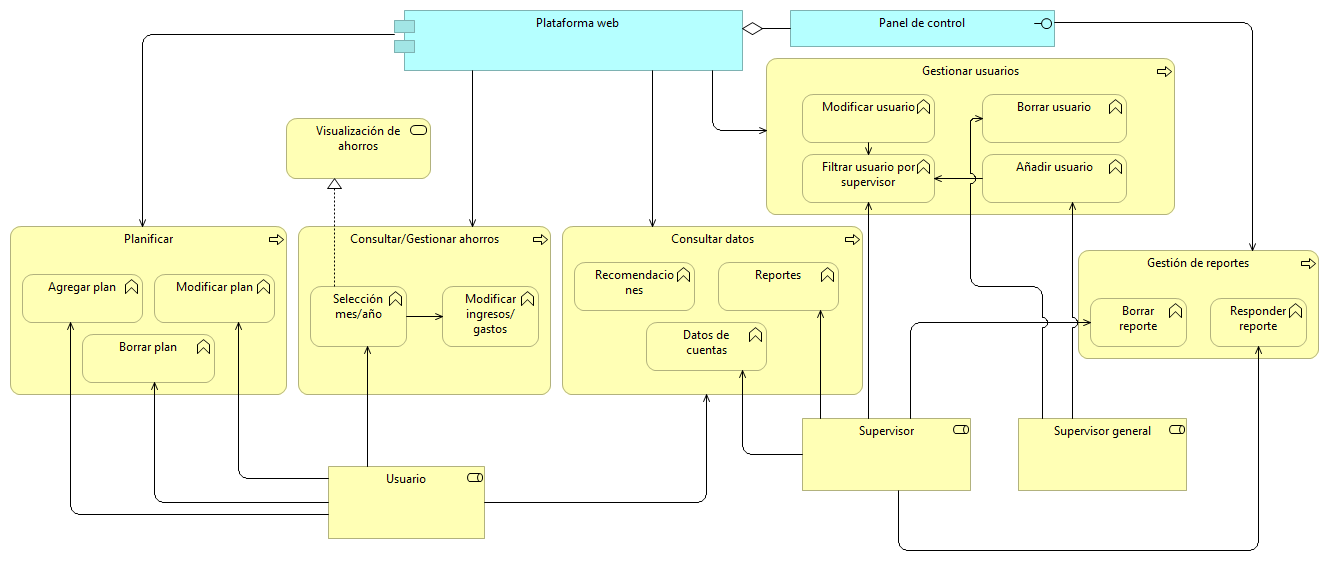 Plataforma web
Panel de control
Gestionar usuarios
Modificar usuario
Borrar usuario
Filtrar usuario por
supervisor
Añadir usuario
Visualización de
ahorros
Planificar
Agregar plan
Modificar plan
Borrar plan
Consultar/Gestionar ahorros
Selección
mes/año
Modificar
ingresos/
gastos
Consultar datos
Recomendacio
nes
Reportes
Datos de
cuentas
Gestión de reportes
Borrar
reporte
Responder
reporte
Usuario
Supervisor
Supervisor general